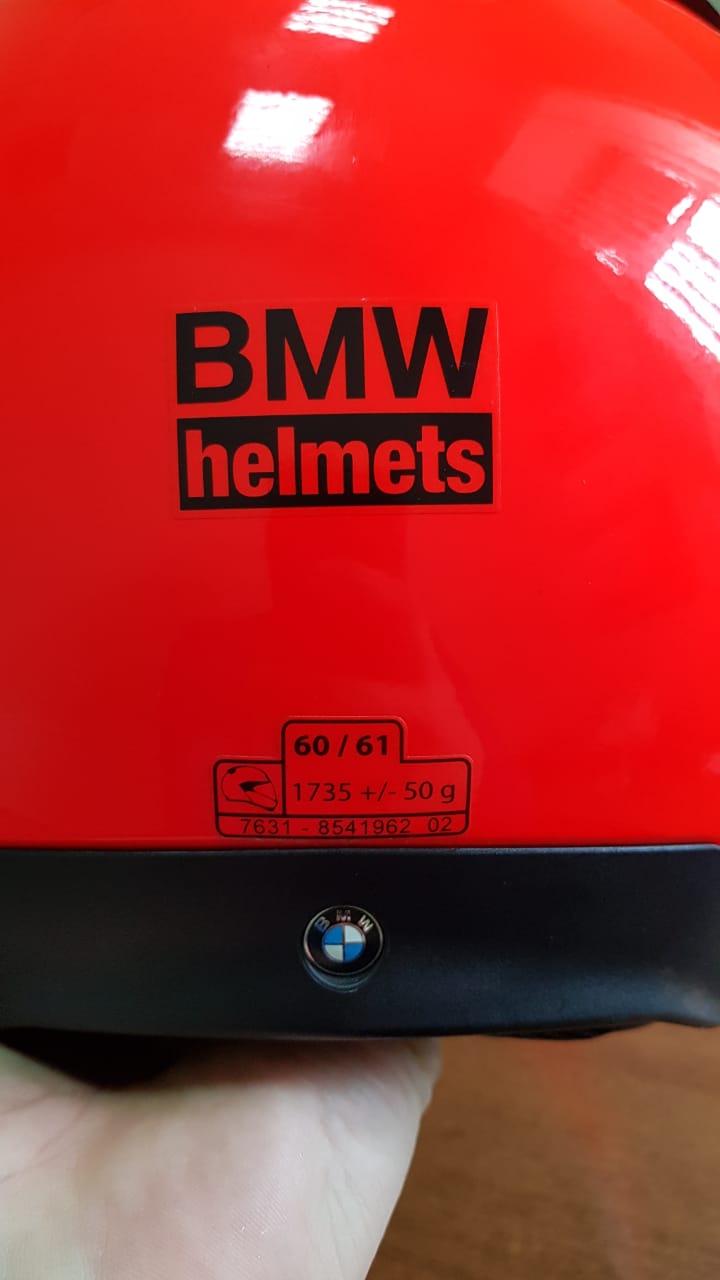 BMW
helmets
60 / 61
1735 +/- 50 g
7631 - 8541962 02
BMW